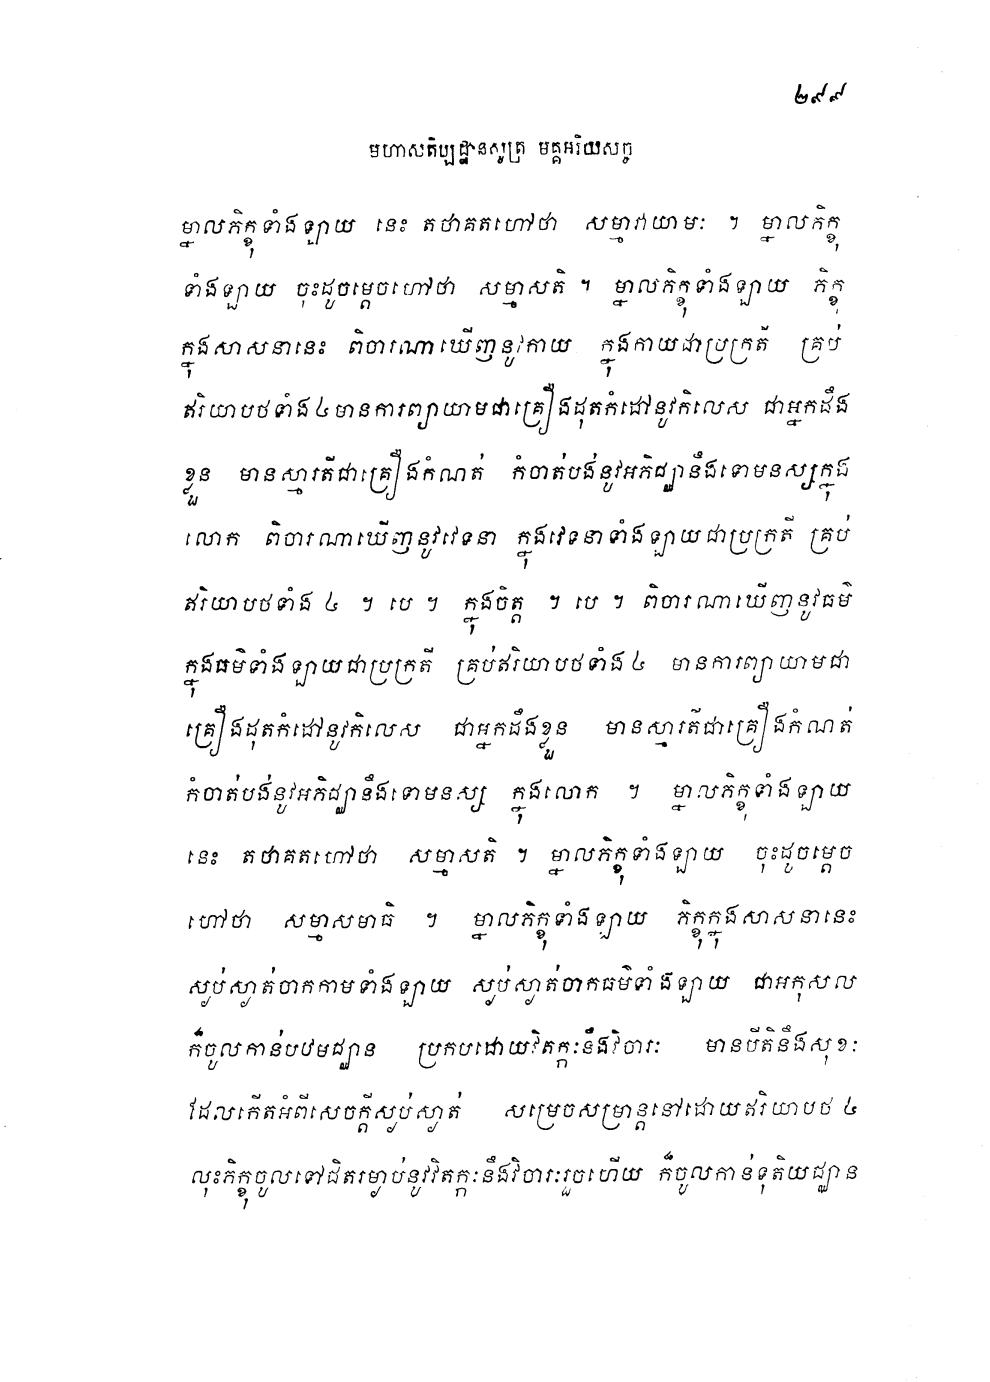 ២៩៩
មហាសតិប្បដ្ឋានសូត្រ មគ្គអរិយសច្ច
ម្នាលភិក្ខុទាំងឡាយ នេះ តថាគតហៅថា សម្មាវាយាមៈ ។ ម្នាលភិក្ខុ
ទាំងឡាយ ចុះដូចម្តេចហៅថា សម្មាសតិ ។ ម្នាលភិក្ខុទាំងឡាយ ភិក្ខុ
ក្នុងសាសនានេះ ពិចារណាឃើញនូវកាយ ក្នុងកាយជាប្រក្រតី គ្រប់
ឥរិយាបថទាំង៤មានការព្យាយាមជាគ្រឿងដុតកំដៅនូវកិលេស ជាអ្នកដឹង
ខ្លួន មានស្មារតីជាគ្រឿងកំណត់ កំចាត់បង់នូវអភិជ្ឈានឹងទោមនស្សក្នុង
លោក ពិចារណាឃើញនូវវេទនា ក្នុងវេទនាទាំងឡាយជាប្រក្រតី គ្រប់
ឥរិយាបថទាំង ៤ ។ បេ ។ ក្នុងចិត្ត ។ បេ ។ ពិចារណាឃើញនូវធម៌
ក្នុងធម៌ទាំងឡាយជាប្រក្រតី គ្រប់ឥរិយាបថទាំង៤ មានការព្យាយាមជា
គ្រឿងដុតកំដៅនូវកិលេស ជាអ្នកដឹងខ្លួន មានស្មារតីជាគ្រឿងកំណត់
កំចាត់បង់នូវអភិជ្ឈានឹងទោមនស្ស ក្នុងលោក ។ ម្នាលភិក្ខុទាំងឡាយ
នេះ តថាគតហៅថា សម្មាសតិ ។ ម្នាលភិក្ខុទាំងឡាយ ចុះដូចម្តេច
ហៅថា សម្មាសមាធិ ។ ម្នាលភិក្ខុទាំងឡាយ ភិក្ខុក្នុងសាសនានេះ
ស្ងប់ស្ងាត់ចាកកាមទាំងឡាយ ស្ងប់ស្ងាត់ចាកធម៌ទាំងឡាយ ជាអកុសល
ក៏ចូលកាន់បឋមជ្ឈាន ប្រកបដោយវិតក្កៈនឹងវិចារៈ មានបីតិនឹងសុខៈ
ដែលកើតអំពីសេចក្តីស្ងប់ស្ងាត់ សម្រេចសម្រាន្តនៅដោយឥរិយាបថ ៤
លុះភិក្ខុចូលទៅជិតរម្ងាប់នូវវិតក្កៈនឹងវិចារៈរួចហើយ ក៏ចូលកាន់ទុតិយជ្ឈាន